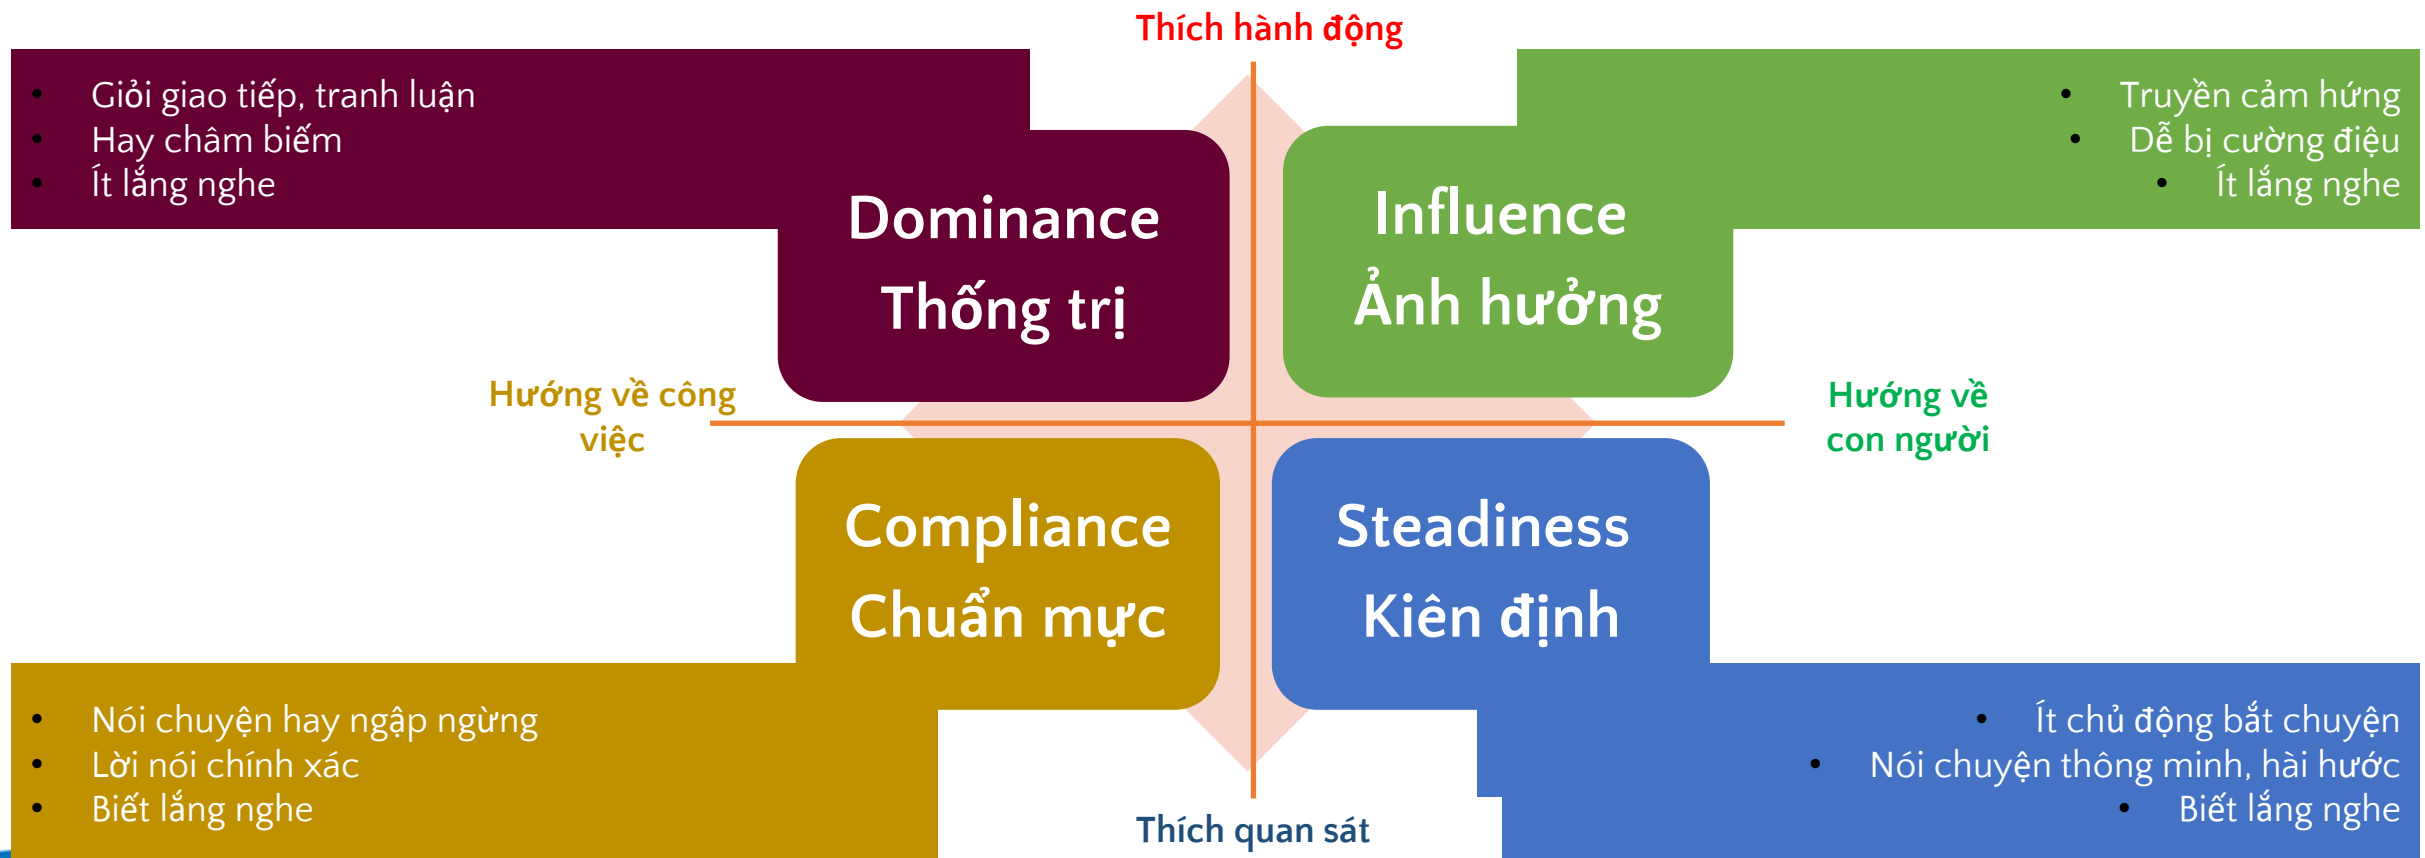 Thích hành động
Giỏi giao tiếp, tranh luận
Hay châm biếm
Ít lắng nghe
Truyền cảm hứng
Dễ bị cường điệu
Ít lắng nghe
Dominance
Thống trị
Influence
Ảnh hưởng
Hướng về công
việc
Hướng về
con người
Compliance
Chuẩn mực
Steadiness
Kiên định
Nói chuyện hay ngập ngừng
Lời nói chính xác
Biết lắng nghe
Ít chủ động bắt chuyện
Nói chuyện thông minh, hài hước
Biết lắng nghe
Thích quan sát